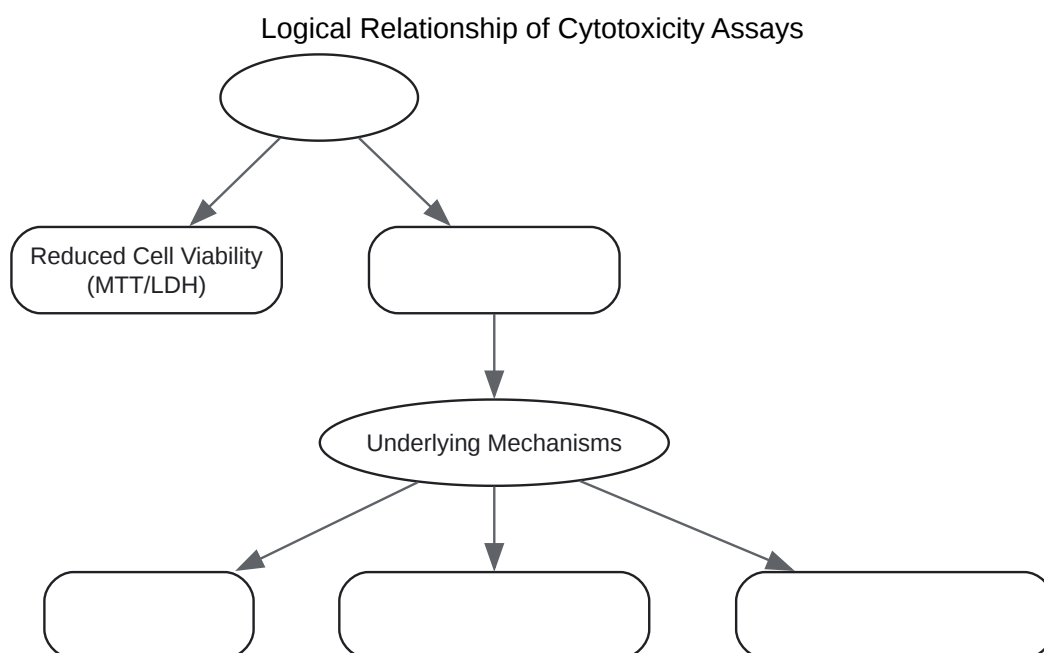 Logical Relationship of Cytotoxicity Assays
Reduced Cell Viability
(MTT/LDH)
Underlying Mechanisms